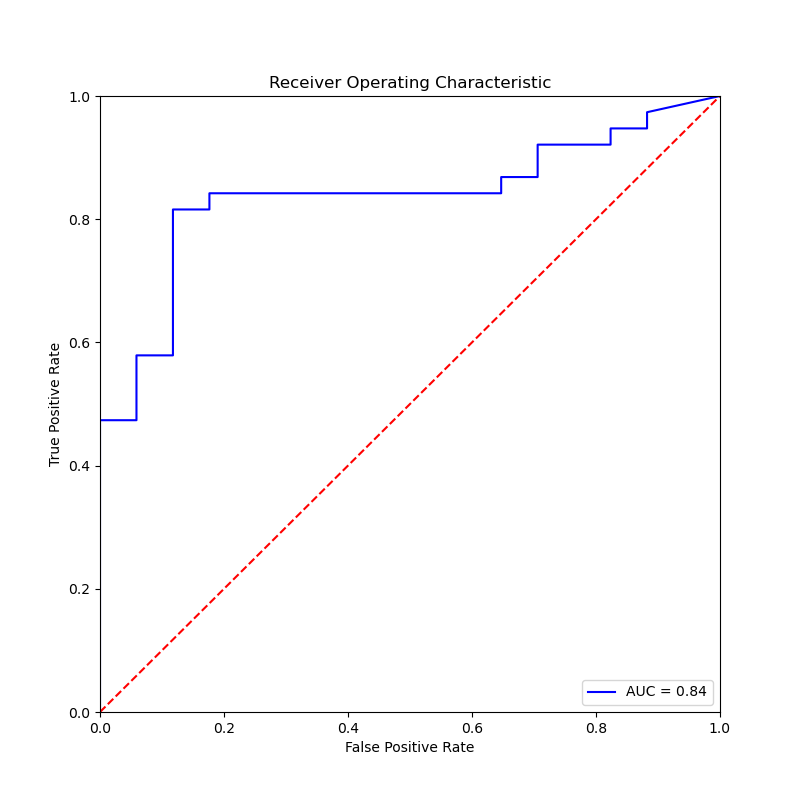 Receiver Operating Characteristic
1.0
0.8
0.6
0.4
0.2
0.0
True Positive Rate
AUC = 0.84
0.0 0.2 0.4 0.6 0.8 1.0
False Positive Rate